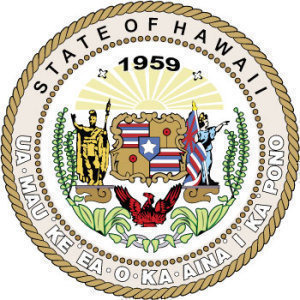 STATE OF HAWAII
1959
UA·MAU KE EA·O·KA·AINA I KA PONO